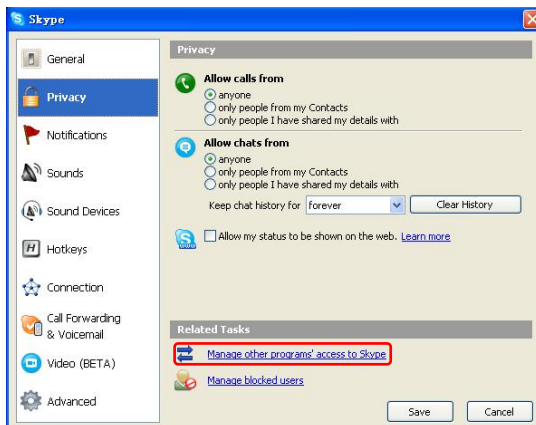 Skype
General
Privacy
Notifications
Sounds
Sound Devices
H Hotkeys
Connection
Call Forwarding
& Voicemail
Video (BETA)
Advanced
Privacy
Allow calls from
anyone
only people from my Contacts
only people I have shared my details with
Allow chats from
anyone
only people from my Contacts
only people I have shared my details with
Keep chat history for forever Clear History
Allow my status to be shown on the web. Learn more
Related Tasks
Manage other programs' access to Skype
Manage blocked users
Save Cancel